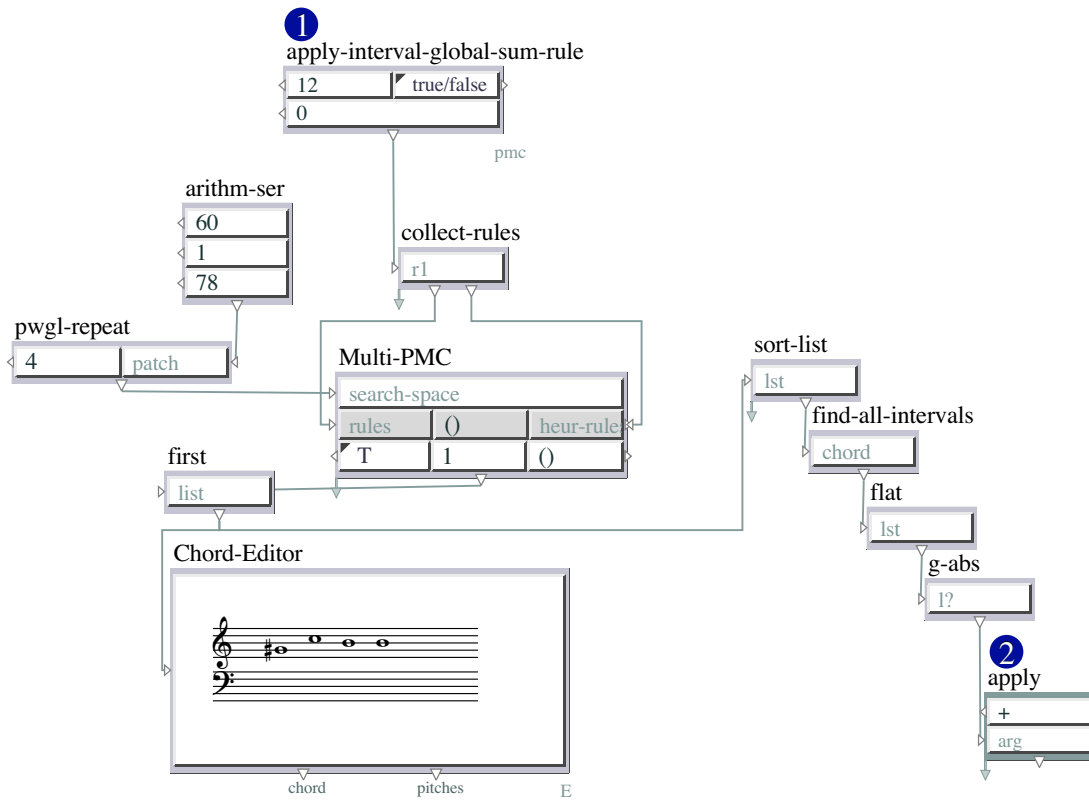 1
apply-interval-global-sum-rule
12 true/false
0
pmc
arithm-ser
60
1
78
collect-rules
r1
pwgl-repeat
4 patch
Multi-PMC
search-space
rules () heur-rule
T 1 ()
sort-list
lst
find-all-intervals
chord
first
list
flat
lst
Chord-Editor
g-abs
l?
2
apply
+
arg
chord pitches E